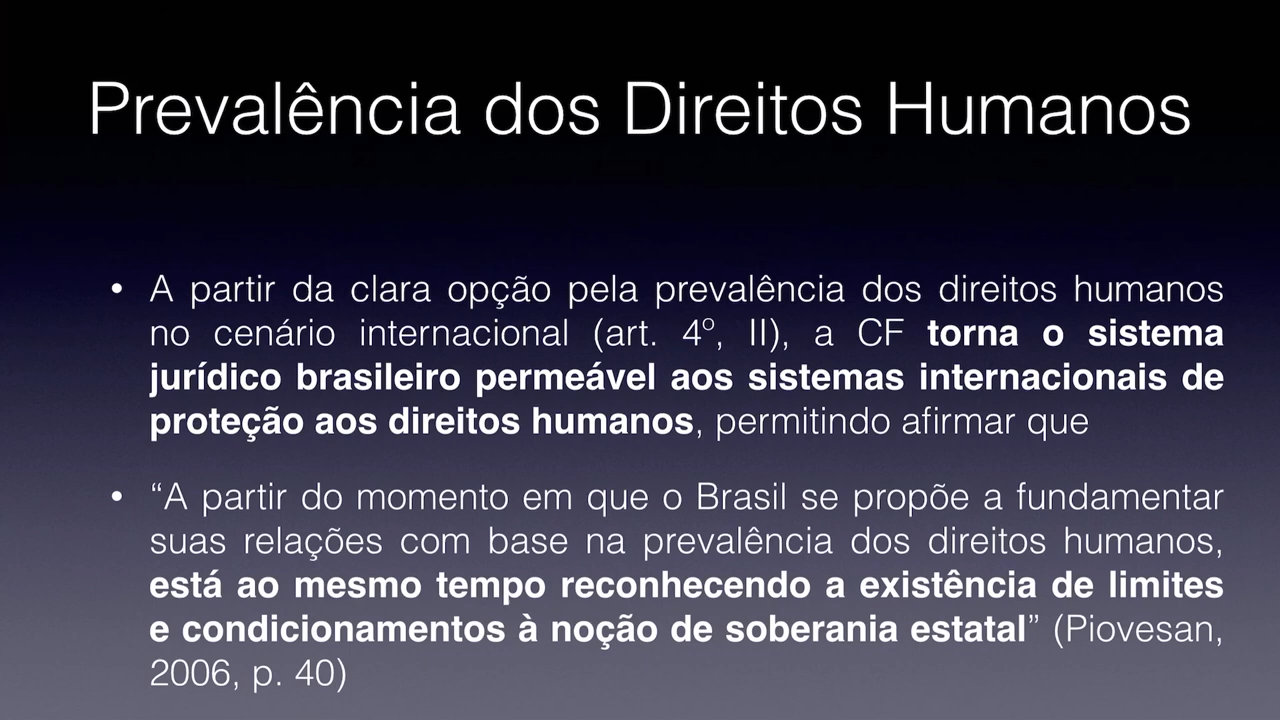 Prevalência dos Direitos Humanos
• A partir da clara opção pela prevalência dos direitos humanos
no cenário internacional (art. 4º, II), a CF torna o sistema
jurídico brasileiro permeável aos sistemas internacionais de
proteção aos direitos humanos, permitindo afirmar que
• “A partir do momento em que o Brasil se propõe a fundamentar
suas relações com base na prevalência dos direitos humanos,
está ao mesmo tempo reconhecendo a existência de limites
e condicionamentos à noção de soberania estatal” (Piovesan,
2006, p. 40)